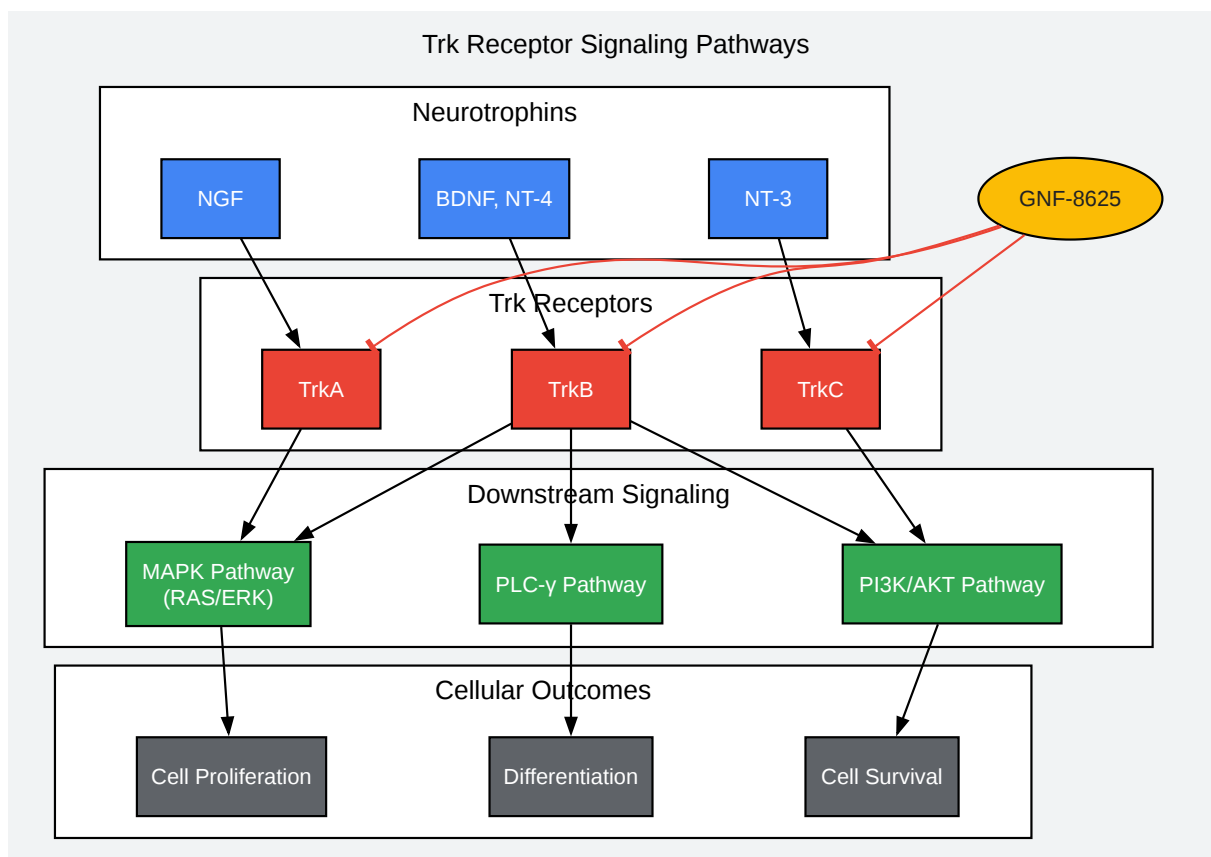 Trk Receptor Signaling Pathways
Neurotrophins
NGF
BDNF, NT-4
NT-3
GNF-8625
Trk Receptors
TrkA
TrkB
TrkC
Downstream Signaling
MAPK Pathway
(RAS/ERK)
PLC-γ Pathway
PI3K/AKT Pathway
Cellular Outcomes
Cell Proliferation
Differentiation
Cell Survival